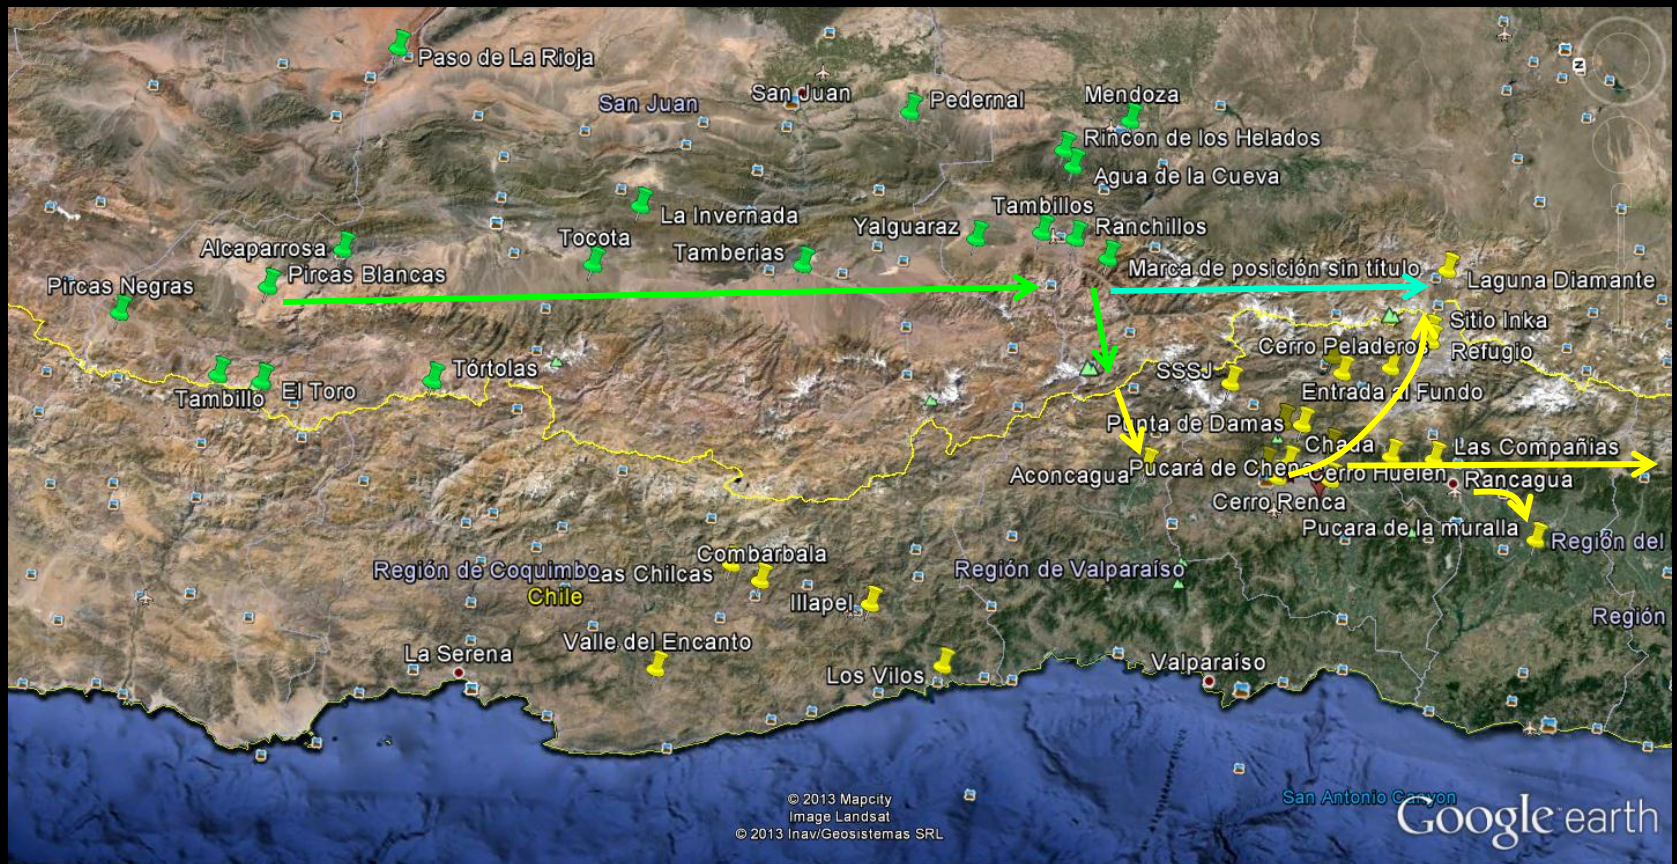 Paso de La Rioja
San Juan
San Juan
Pedernal
Mendoza
Rincon de los Helados
Agua de la Cueva
La Invernada
Tambillos
Ranchillos
Yalguaraz
Alcaparrosa
Tocota
Tamberias
Pircas Blancas
Pircas Negras
Marca de posición sin título
Laguna Diamante
Sitio Inka
Cerro Peladeros
Refugio
Tórtolas
SSSJ
Entrada al Fundo
Tambillo
El Toro
Punta de Damas
Chada
Las Compañias
Aconcagua
Pucará de Chena
Cerro Huelen
Rancagua
Cerro Renca
Pucara de la muralla
Región del
Combarbala
Región de Coquimbo
Las Chilcas
Región de Valparaíso
Chile
Illapel
Región
Valle del Encanto
La Serena
Los Vilos
Valparaíso
San Antonio Canyon
© 2013 Mapcity
Image Landsat
© 2013 Inav/Geosistemas SRL
Google earth
N